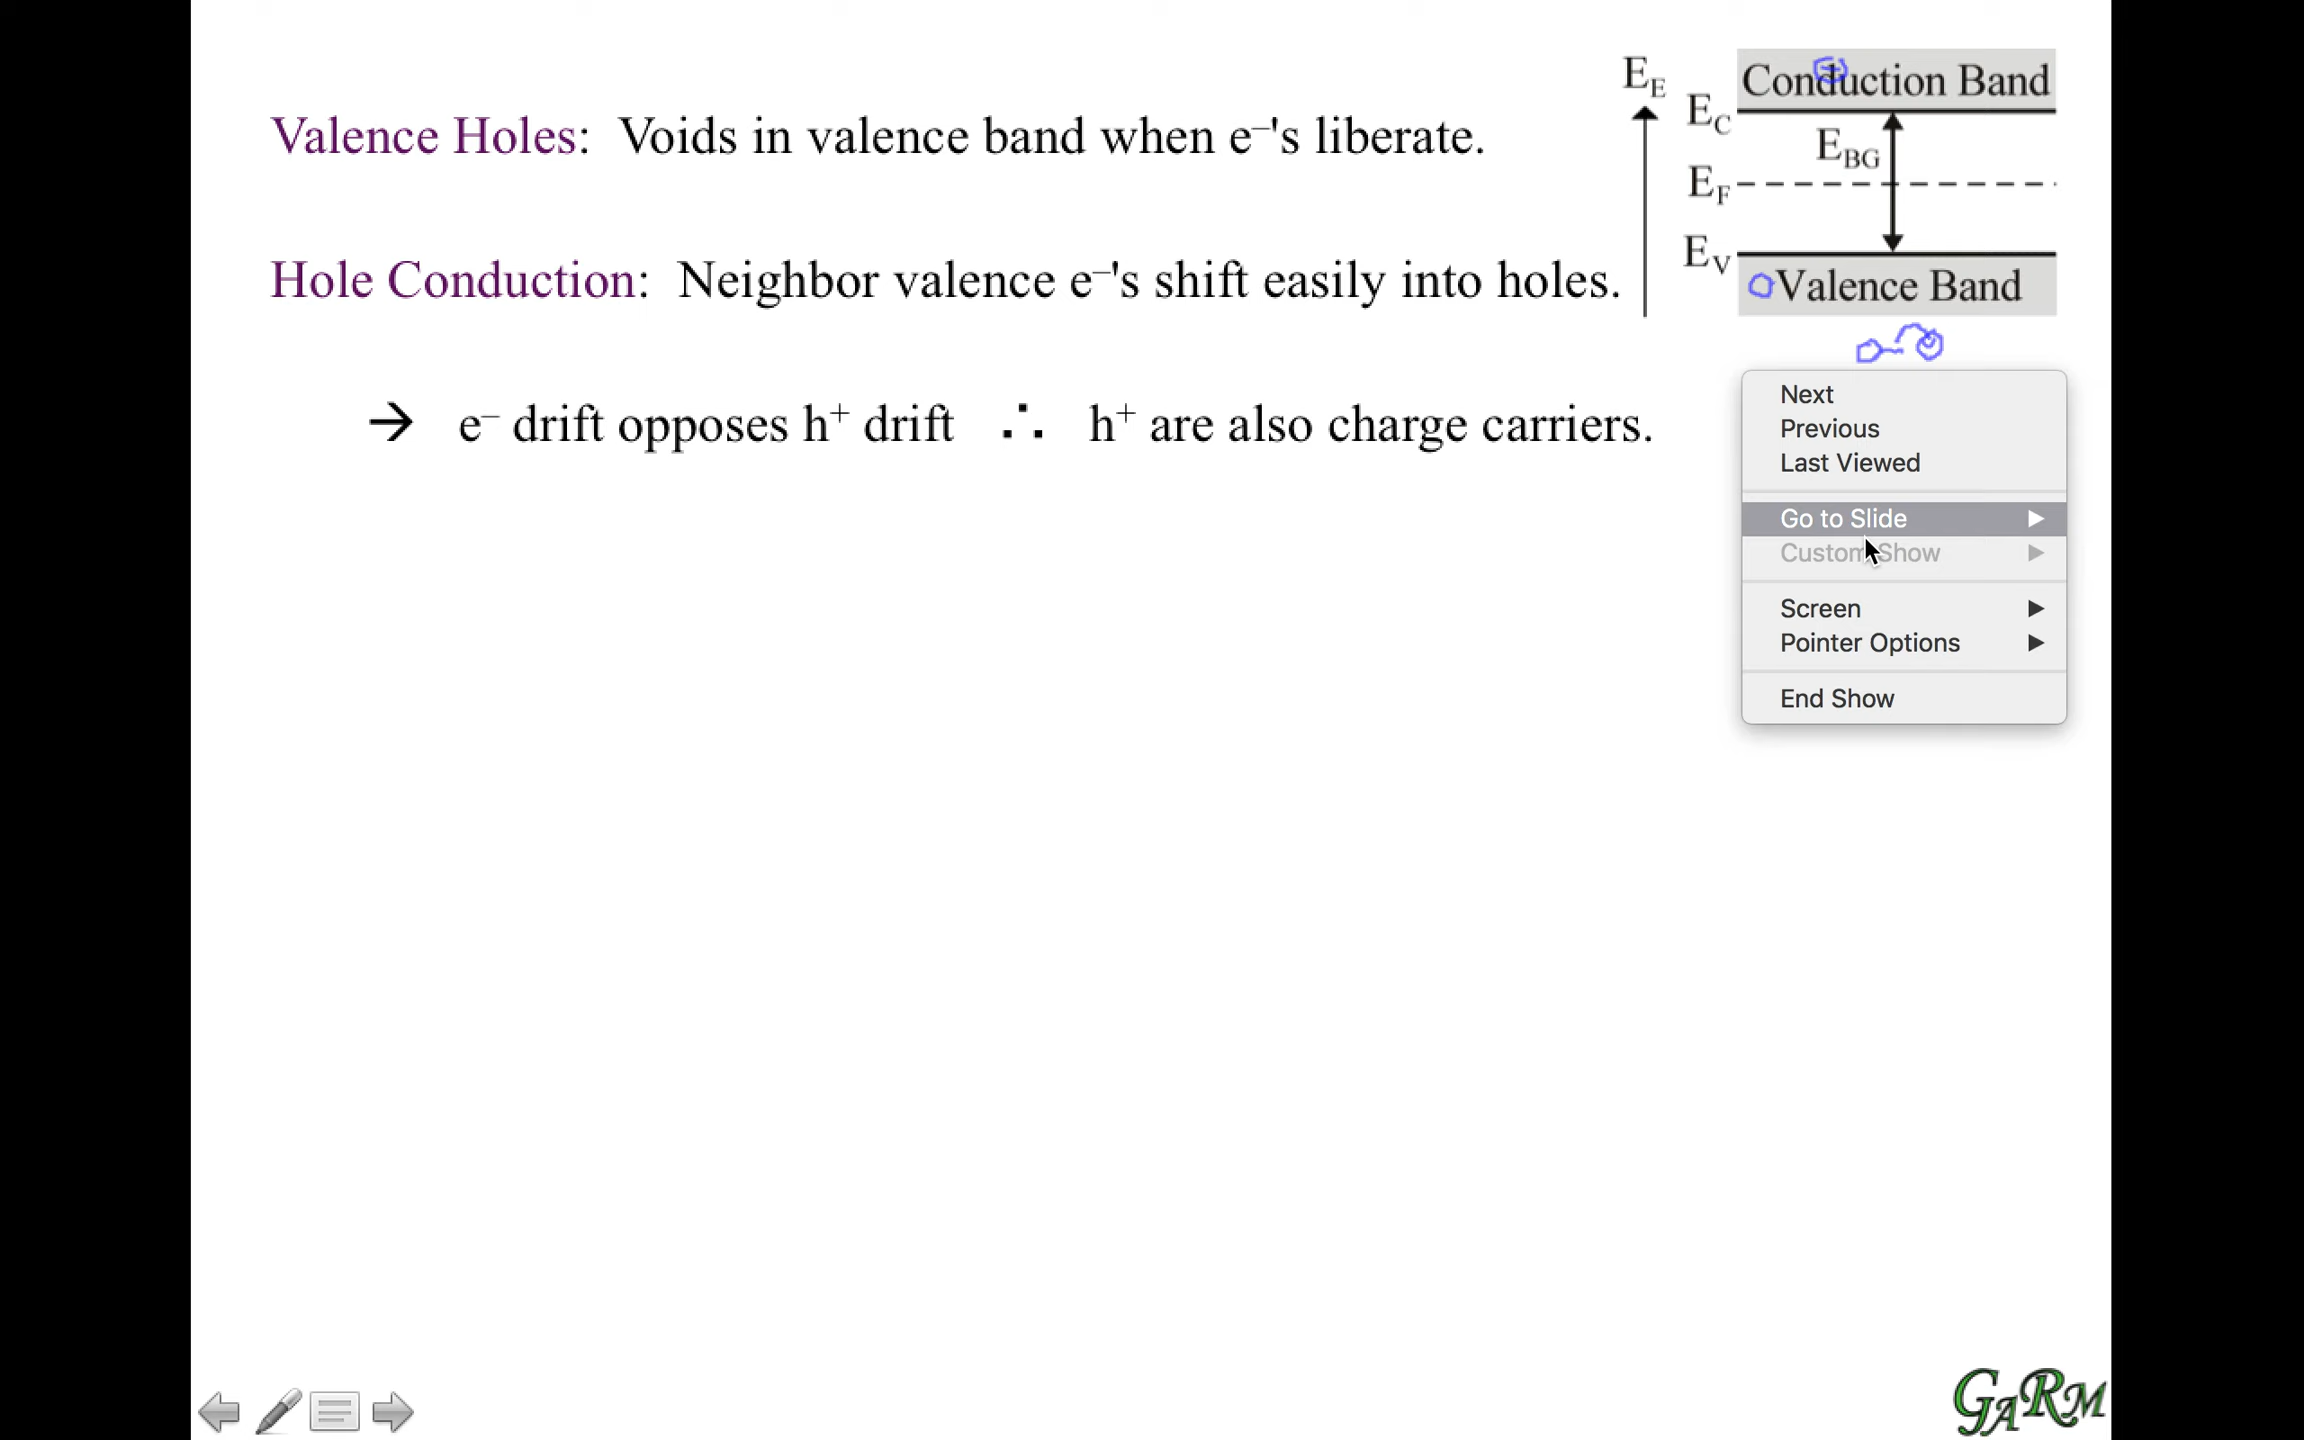 Valence Holes: Voids in valence band when e⁻'s liberate.
Hole Conduction: Neighbor valence e⁻'s shift easily into holes.
→ e⁻ drift opposes h⁺ drift ∴ h⁺ are also charge carriers.
E_E
E_C
Conduction Band
E_BG
E_F
E_V
Valence Band
Next
Previous
Last Viewed
Go to Slide
Custom Show
Screen
Pointer Options
End Show
GARM